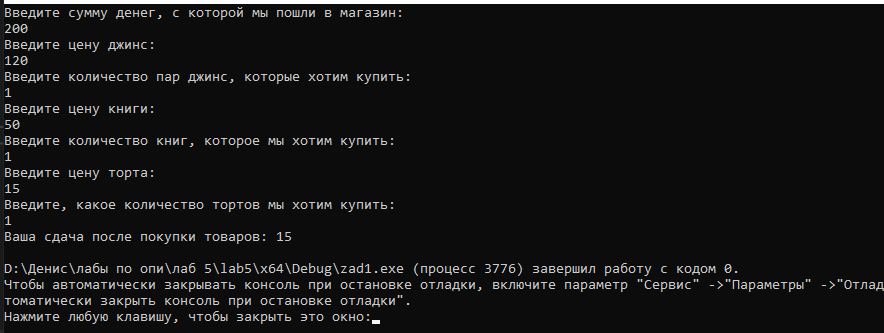 Введите сумму денег, с которой мы пошли в магазин:
200
Введите цену джинс:
120
Введите количество пар джинс, которые хотим купить:
1
Введите цену книги:
50
Введите количество книг, которое мы хотим купить:
1
Введите цену торта:
15
Введите, какое количество тортов мы хотим купить:
1
Ваша сдача после покупки товаров: 15
D:\Денис\лабы по опи\лаб 5\lab5\x64\Debug\zad1.exe (процесс 3776) завершил работу с кодом 0.
Чтобы автоматически закрывать консоль при остановке отладки, включите параметр "Сервис" ->"Параметры" ->"Отлад
томатически закрыть консоль при остановке отладки".
Нажмите любую клавишу, чтобы закрыть это окно: